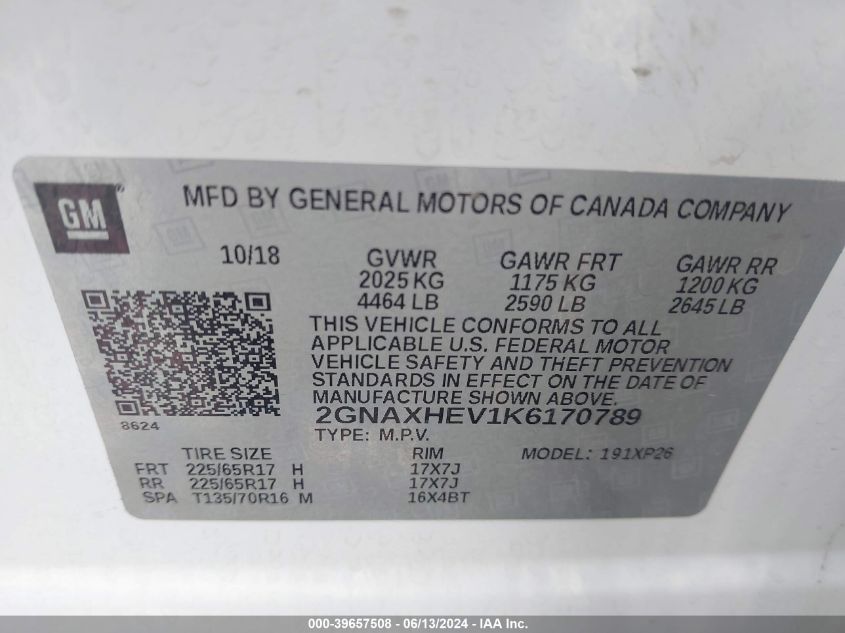 GM ®
MFD BY GENERAL MOTORS OF CANADA COMPANY
10/18 GVWR GAWR FRT GAWR RR
2025 KG 1175 KG 1200 KG
4464 LB 2590 LB 2645 LB
THIS VEHICLE CONFORMS TO ALL
APPLICABLE U.S. FEDERAL MOTOR
VEHICLE SAFETY AND THEFT PREVENTION
STANDARDS IN EFFECT ON THE DATE OF
MANUFACTURE SHOWN ABOVE.
2GNAXHEV1K6170789
8624
TYPE: M.P.V.
TIRE SIZE RIM MODEL: 191XP26
FRT 225/65R17 H 17X7J
RR 225/65R17 H 17X7J
SPA T135/70R16 M 16X4BT
000-39657508 - 06/13/2024 - IAA Inc.